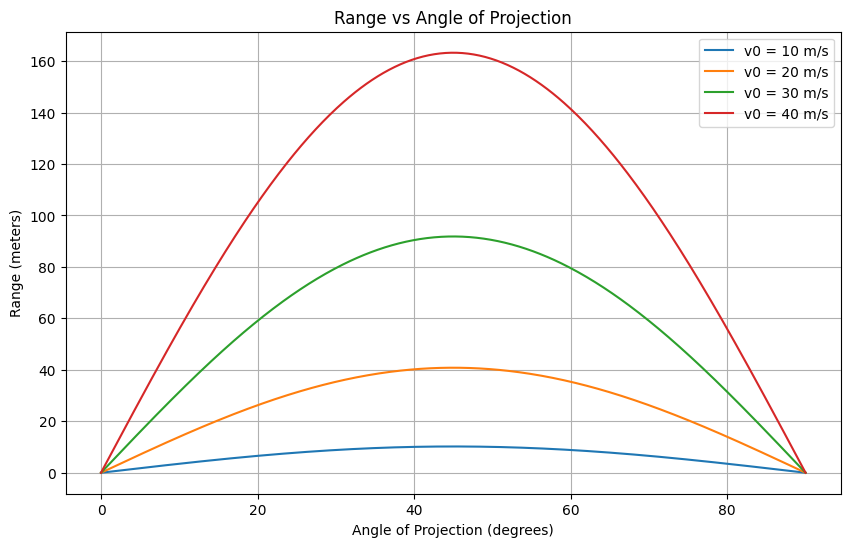 Range vs Angle of Projection
v0 = 10 m/s
v0 = 20 m/s
v0 = 30 m/s
v0 = 40 m/s
Range (meters)
160
140
120
100
80
60
40
20
0
0 20 40 60 80
Angle of Projection (degrees)